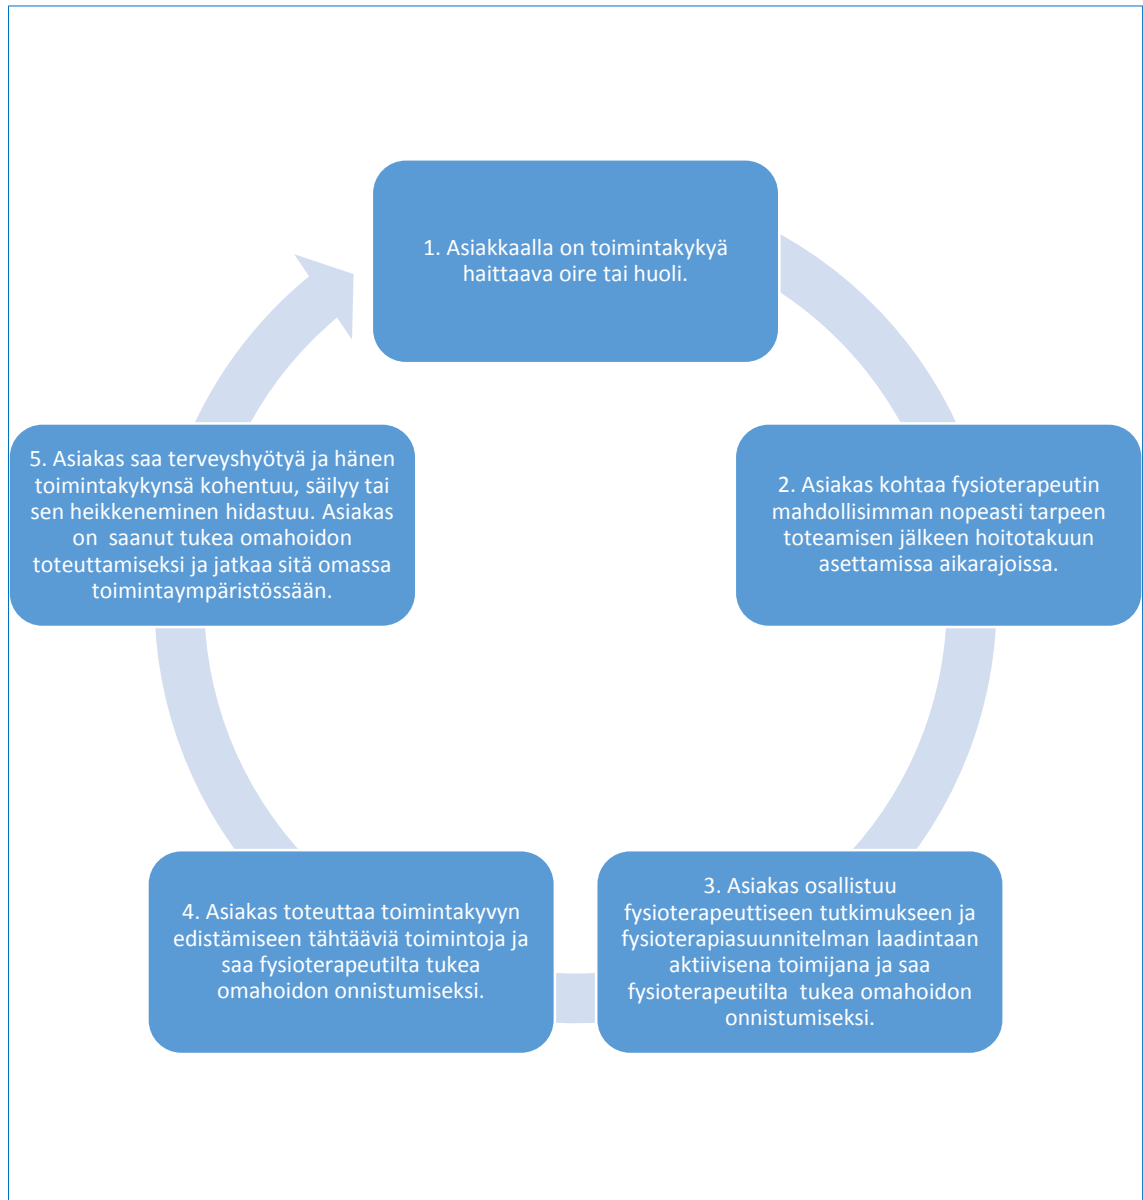 1. Asiakkaalla on toimintakykyä
haittaava oire tai huoli.
2. Asiakas kohtaa fysioterapeutin
mahdollisimman nopeasti tarpeen
toteamisen jälkeen hoitotakuun
asettamissa aikarajoissa.
3. Asiakas osallistuu
fysioterapeuttiseen tutkimukseen ja
fysioterapiasuunnitelman laadintaan
aktiivisena toimijana ja saa
fysioterapeutilta tukea omahoidon
onnistumiseksi.
4. Asiakas toteuttaa toimintakyvyn
edistämiseen tähtääviä toimintoja ja
saa fysioterapeutilta tukea
omahoidon onnistumiseksi.
5. Asiakas saa terveyshyötyä ja hänen
toimintakykynsä kohentuu, säilyy tai
sen heikkeneminen hidastuu. Asiakas
on saanut tukea omahoidon
toteuttamiseksi ja jatkaa sitä omassa
toimintaympäristössään.